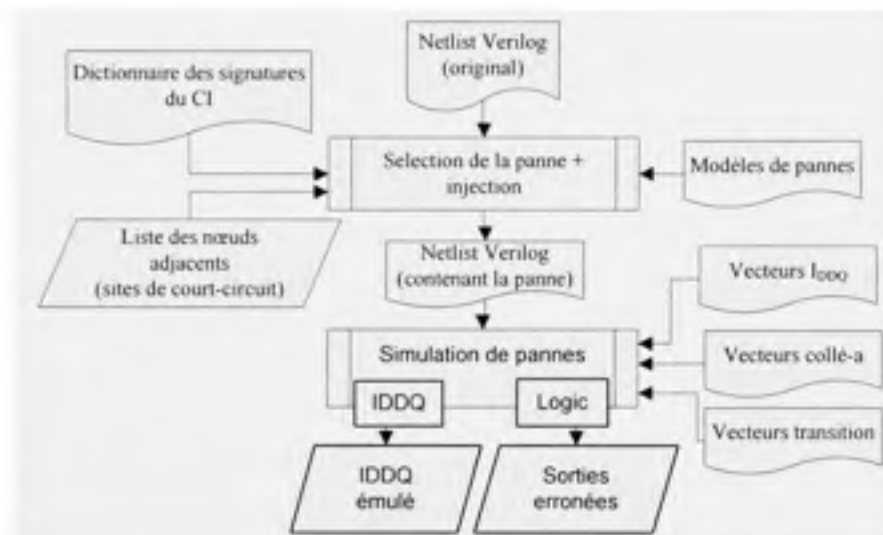 Netlist Verilog
(original)
Dictionnaire des signatures
du CI
Selection de la panne +
injection
Modèles de pannes
Liste des nœuds
adjacents
(sites de court-circuit)
Netlist Verilog
(contenant la panne)
Vecteurs IDDQ
Simulation de pannes
Vecteurs collé-a
IDDQ
Logic
Vecteurs transition
IDDQ
émulé
Sorties
erronées